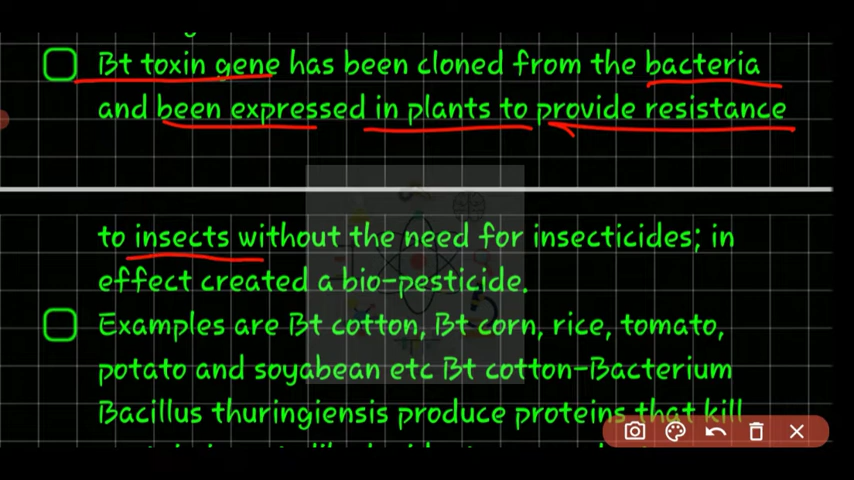 Bt toxin gene has been cloned from the bacteria
and been expressed in plants to provide resistance
to insects without the need for insecticides; in
effect created a bio-pesticide.
Examples are Bt cotton, Bt corn, rice, tomato,
potato and soyabean etc Bt cotton-Bacterium
Bacillus thuringiensis produce proteins that kill